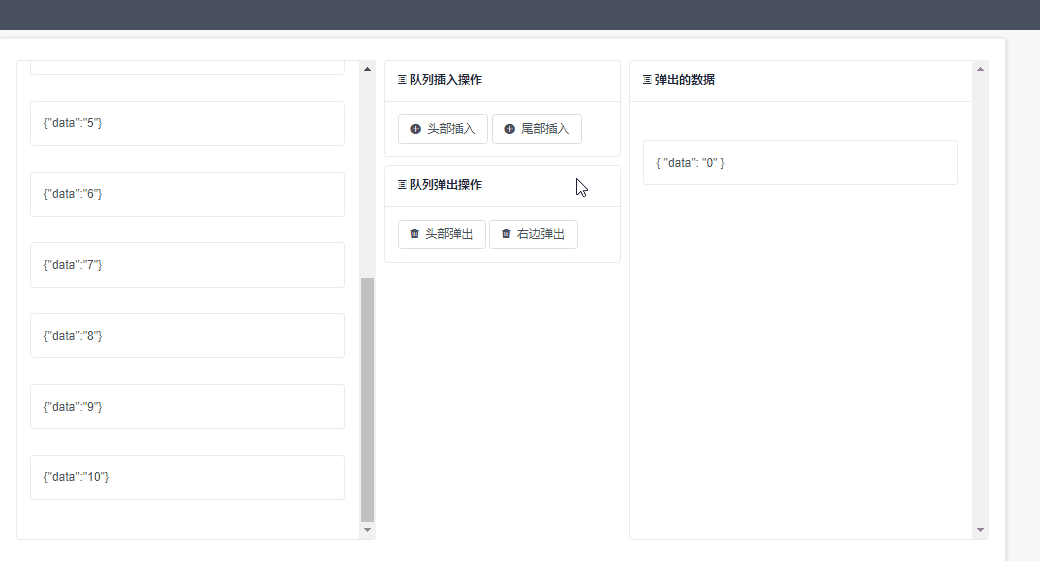 {"data":"5"}
{"data":"6"}
{"data":"7"}
{"data":"8"}
{"data":"9"}
{"data":"10"}
队列插入操作
头部插入 尾部插入
队列弹出操作
头部弹出 右边弹出
弹出的数据
{ "data": "0" }